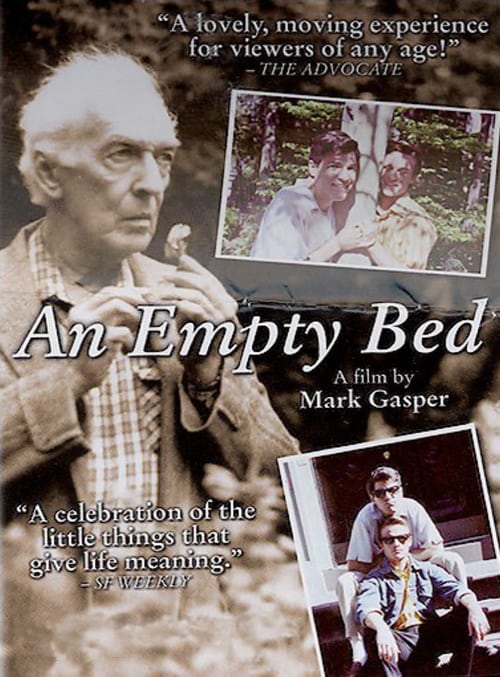 “A lovely, moving experience
for viewers of any age!”
– THE ADVOCATE
An Empty Bed
A film by
Mark Gasper
“A celebration of the
little things that
give life meaning.”
– SF WEEKLY